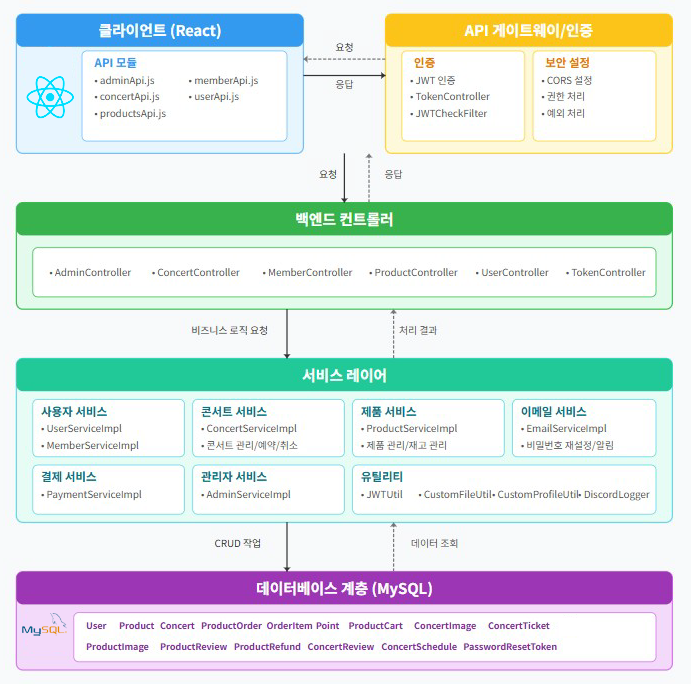 클라이언트 (React)
API 모듈
• adminApi.js • memberApi.js
• concertApi.js • userApi.js
• productsApi.js
요청
응답
API 게이트웨이/인증
인증
• JWT 인증
• TokenController
• JWTCheckFilter
보안 설정
• CORS 설정
• 권한 처리
• 예외 처리
요청 응답
백엔드 컨트롤러
• AdminController • ConcertController • MemberController • ProductController • UserController • TokenController
비즈니스 로직 요청 처리 결과
서비스 레이어
사용자 서비스
• UserServiceImpl
• MemberServiceImpl
콘서트 서비스
• ConcertServiceImpl
• 콘서트 관리/예약/취소
제품 서비스
• ProductServiceImpl
• 제품 관리/재고 관리
이메일 서비스
• EmailServiceImpl
• 비밀번호 재설정/알림
결제 서비스
• PaymentServiceImpl
관리자 서비스
• AdminServiceImpl
유틸리티
• JWTUtil • CustomFileUtil • CustomProfileUtil • DiscordLogger
CRUD 작업 데이터 조회
데이터베이스 계층 (MySQL)
MySQL
User Product Concert ProductOrder OrderItem Point ProductCart ConcertImage ConcertTicket
ProductImage ProductReview ProductRefund ConcertReview ConcertSchedule PasswordResetToken